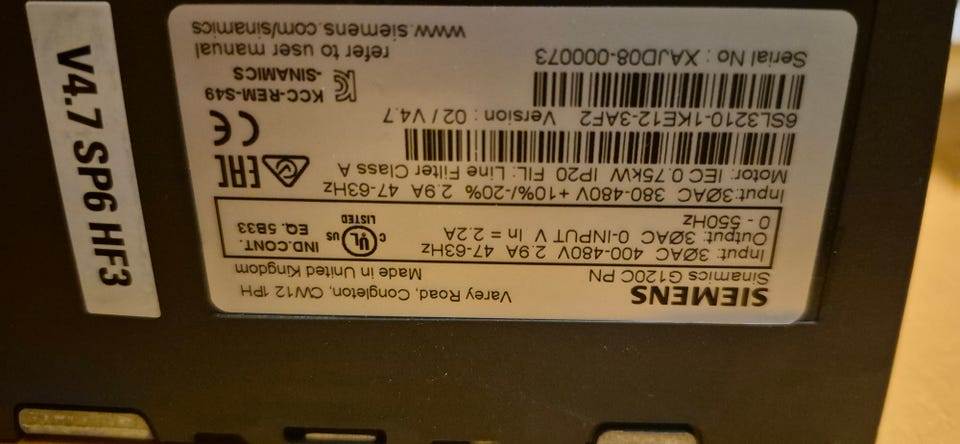 SIEMENS
Varey Road, Congleton, CW12 1PH
Sinamics G120C PN
Made in United Kingdom
Input: 3ØAC 400-480V 2.9A 47-63Hz
Output: 3ØAC 0-INPUT V In = 2.2A
0 - 550Hz
C UL US LISTED
IND.CONT.
EQ. 5B33
Input: 3ØAC 380-480V +10%/-20% 2.9A 47-63Hz
Motor: IEC 0.75kW IP20 FIL: Line Filter Class A
EAC
CE
6SL3210-1KE12-3AF2 Version : 02 / V4.7
KCC-REM-S49
-SINAMICS
Serial No : XAJD08-000073
refer to user manual
www.siemens.com/sinamics
V4.7 SP6 HF3